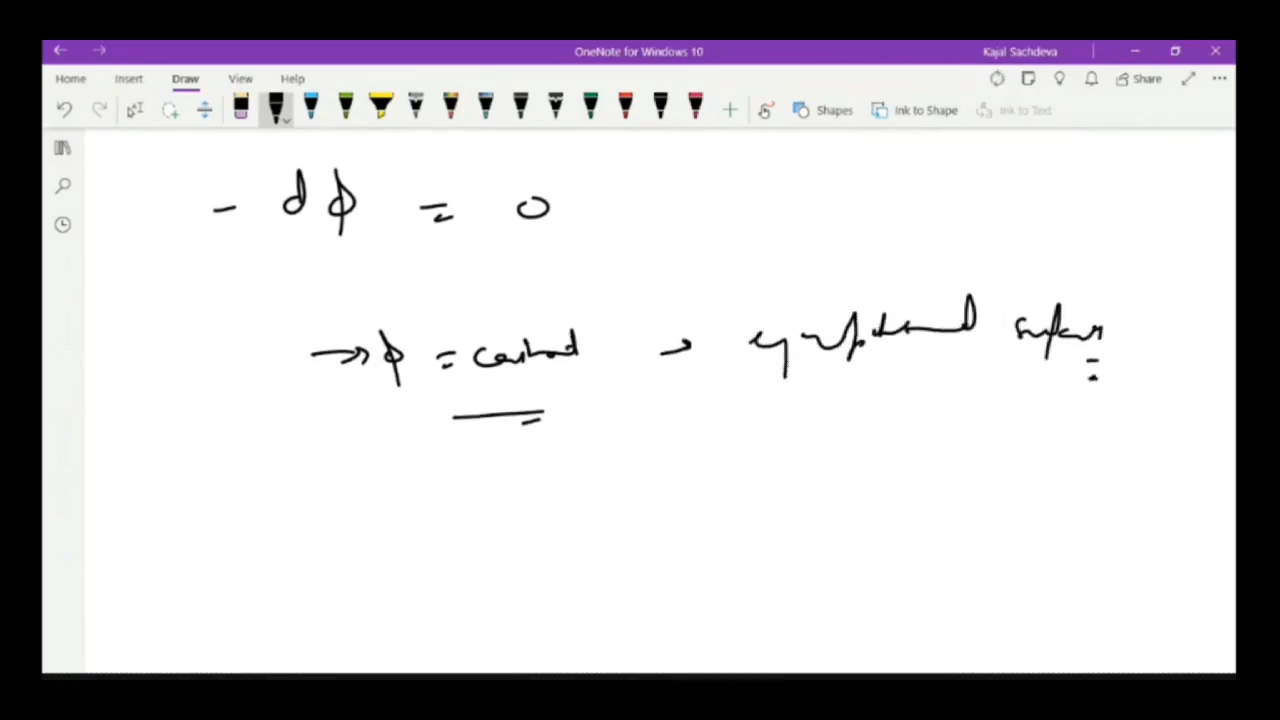 OneNote for Windows 10
Kajal Sachdeva
Home Insert Draw View Help
Share
Shapes Ink to Shape Ink to Text
- dϕ = 0
→ ϕ = constant → equipotential surface